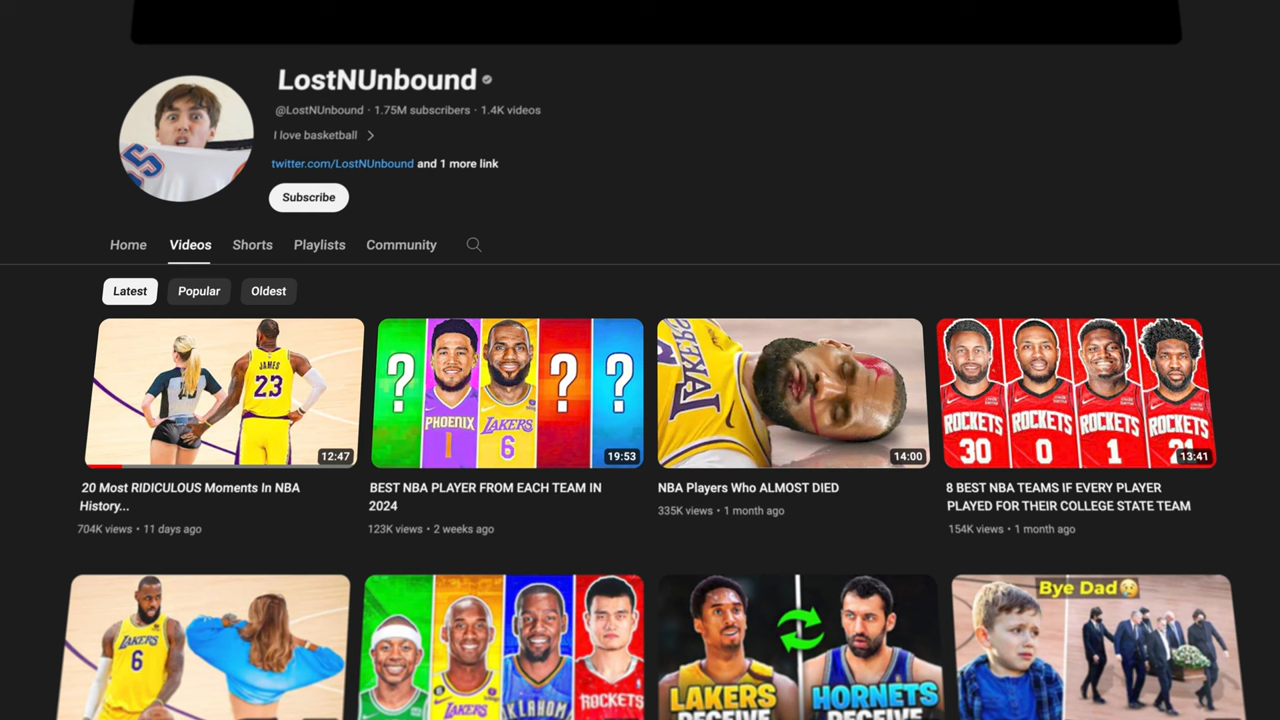 LostNUnbound
@LostNUnbound · 1.75M subscribers · 1.4K videos
I love basketball >
twitter.com/LostNUnbound and 1 more link
Subscribe
Home Videos Shorts Playlists Community
Latest Popular Oldest
JAMES
23
12:47
? ? ?
PHOENIX
1
LAKERS
6
19:53
LAKERS
14:00
ROCKETS ROCKETS ROCKETS ROCKETS
30 0 1 21
13:41
20 Most RIDICULOUS Moments In NBA
History...
704K views • 11 days ago
BEST NBA PLAYER FROM EACH TEAM IN
2024
123K views • 2 weeks ago
NBA Players Who ALMOST DIED
335K views • 1 month ago
8 BEST NBA TEAMS IF EVERY PLAYER
PLAYED FOR THEIR COLLEGE STATE TEAM
154K views • 1 month ago
LAKERS
6
LAKERS
ROCKETS
LAKERS
RECEIVE
HORNETS
RECEIVE
Bye Dad😢